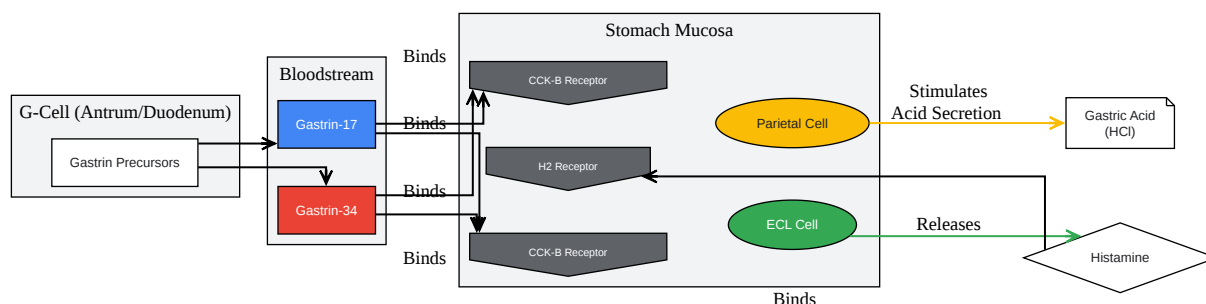 G-Cell (Antrum/Duodenum)
Gastrin Precursors
Bloodstream
Gastrin-17
Gastrin-34
Binds
Binds
Binds
Binds
Stomach Mucosa
CCK-B Receptor
H2 Receptor
CCK-B Receptor
Parietal Cell
ECL Cell
Stimulates
Acid Secretion
Releases
Gastric Acid
(HCl)
Histamine
Binds